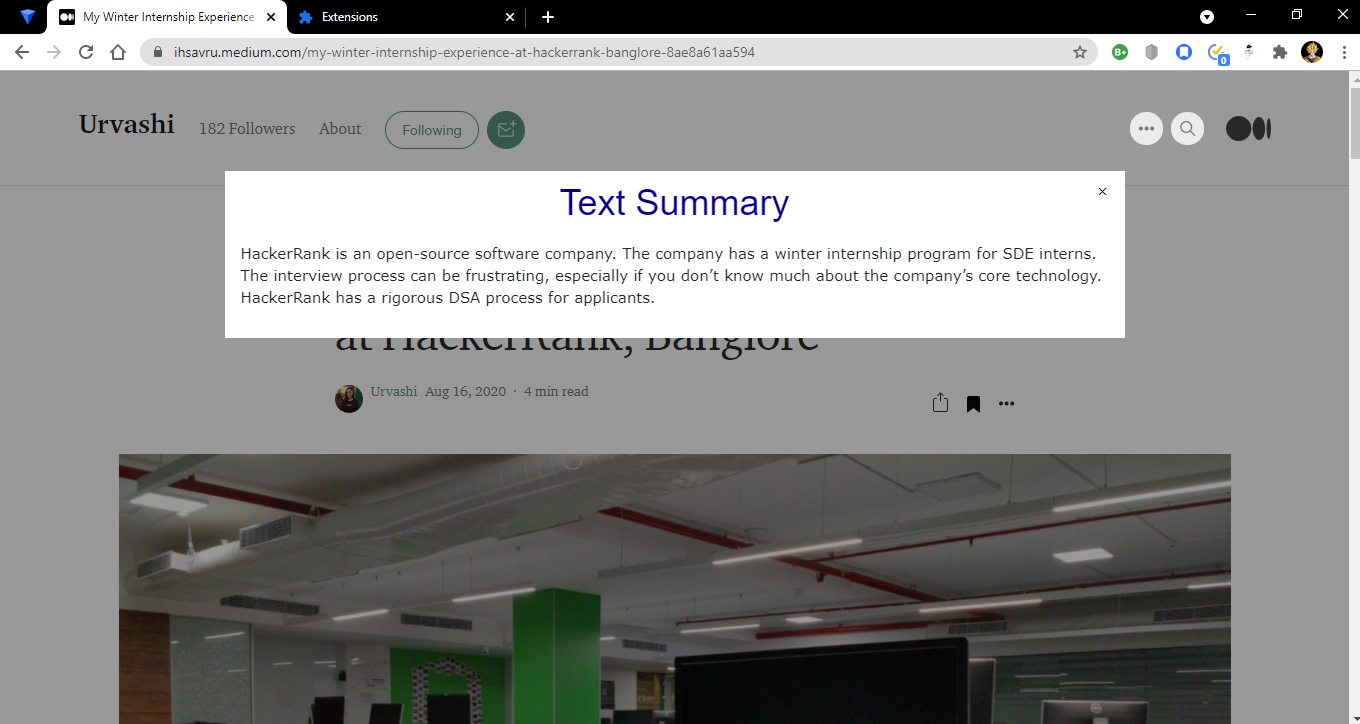 My Winter Internship Experience
Extensions
ihsavru.medium.com/my-winter-internship-experience-at-hackerrank-banglore-8ae8a61aa594
B+
0
Urvashi 182 Followers About Following
Text Summary
×
HackerRank is an open-source software company. The company has a winter internship program for SDE interns.
The interview process can be frustrating, especially if you don’t know much about the company’s core technology.
HackerRank has a rigorous DSA process for applicants.
at HackerRank, Banglore
Urvashi Aug 16, 2020 · 4 min read
DELL